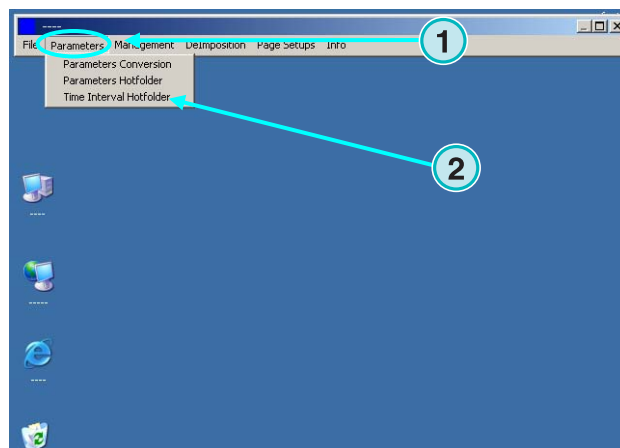 ----
File Parameters Management DeImposition Page Setups Info
Parameters Conversion
Parameters Hotfolder
Time Interval Hotfolder
1
2
----
-----
----